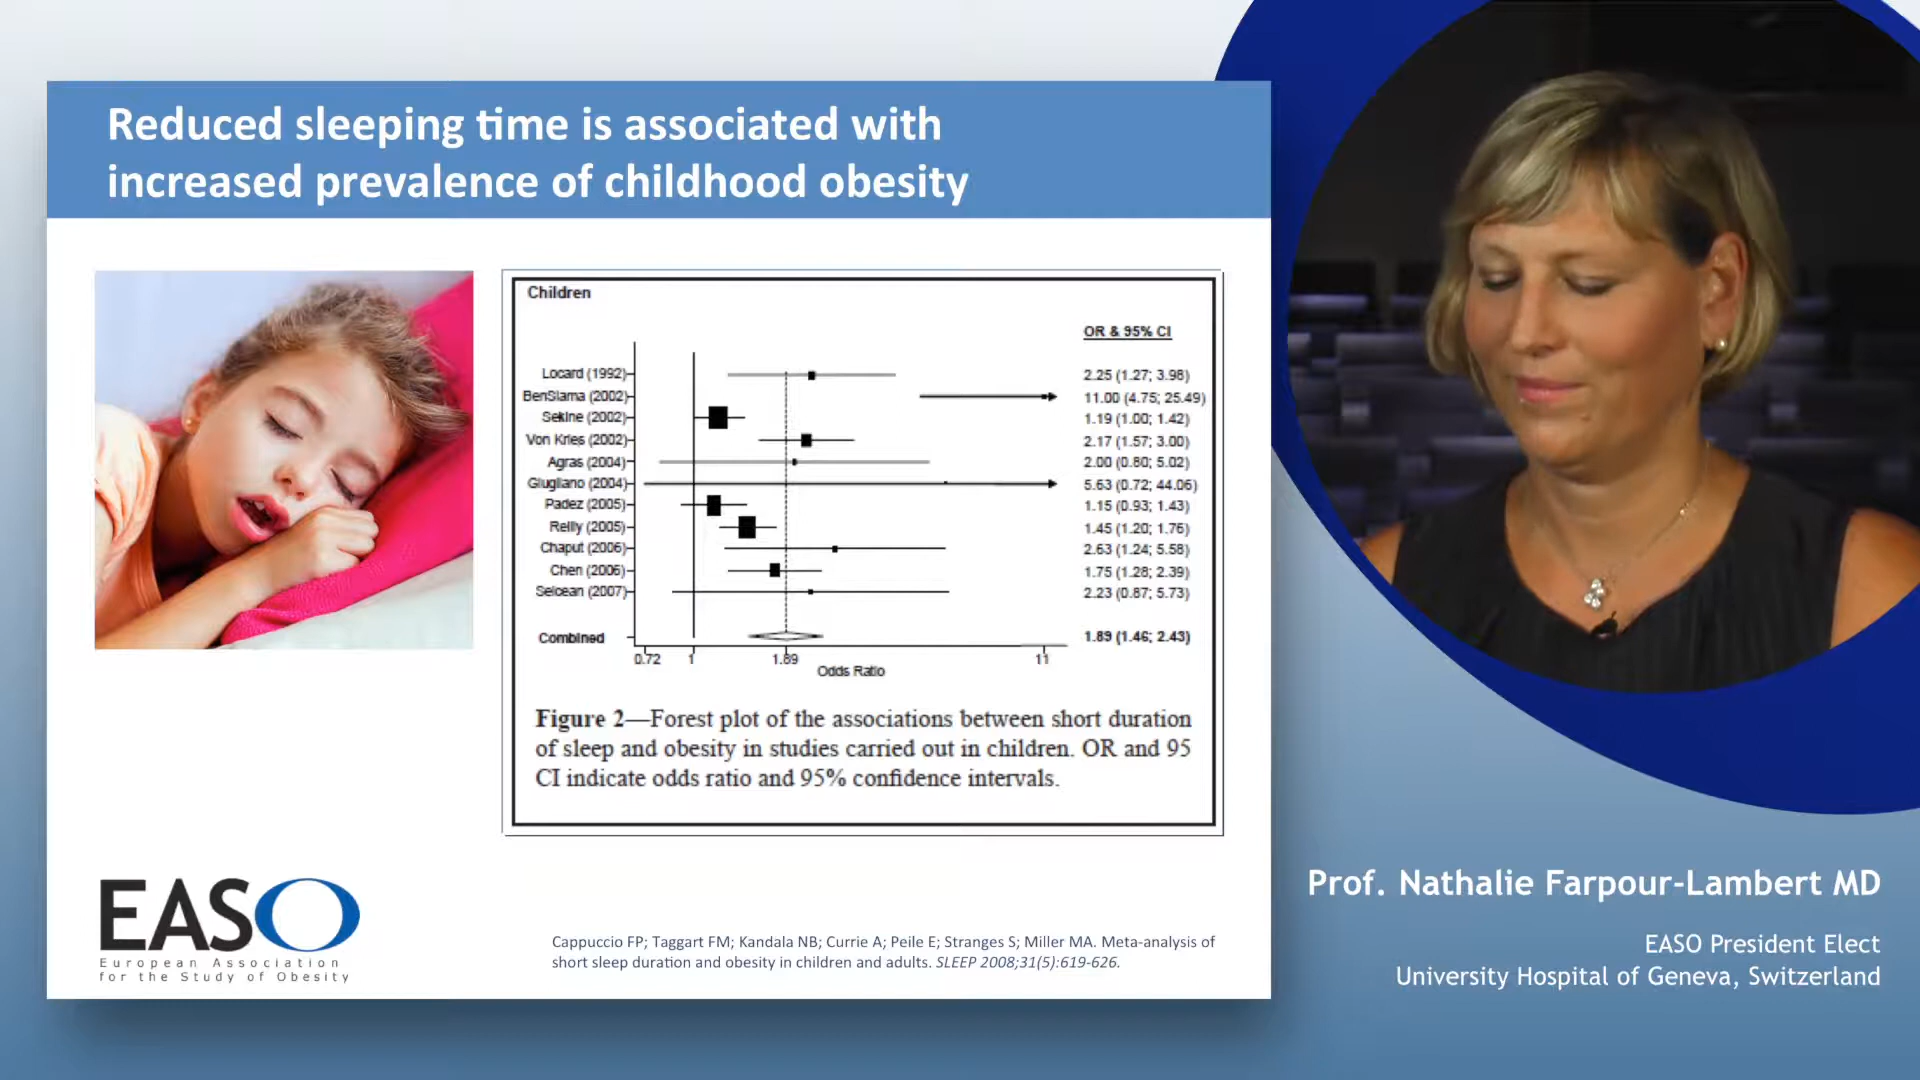 Reduced sleeping time is associated with
increased prevalence of childhood obesity
Children
OR & 95% CI
Locard (1992) 2.25 (1.27; 3.98)
BenSlama (2002) 11.00 (4.75; 25.49)
Sekine (2002) 1.19 (1.00; 1.42)
Von Kries (2002) 2.17 (1.57; 3.00)
Agras (2004) 2.00 (0.80; 5.02)
Giugliano (2004) 5.63 (0.72; 44.06)
Padez (2005) 1.15 (0.93; 1.43)
Reilly (2005) 1.45 (1.20; 1.76)
Chaput (2006) 2.63 (1.24; 5.58)
Chen (2006) 1.75 (1.28; 2.39)
Seicean (2007) 2.23 (0.87; 5.73)
Combined 1.89 (1.46; 2.43)
0.72 1 1.89 11
Odds Ratio
Figure 2—Forest plot of the associations between short duration
of sleep and obesity in studies carried out in children. OR and 95
CI indicate odds ratio and 95% confidence intervals.
EASO
European Association
for the Study of Obesity
Cappuccio FP; Taggart FM; Kandala NB; Currie A; Peile E; Stranges S; Miller MA. Meta-analysis of
short sleep duration and obesity in children and adults. SLEEP 2008;31(5):619-626.
Prof. Nathalie Farpour-Lambert MD
EASO President Elect
University Hospital of Geneva, Switzerland